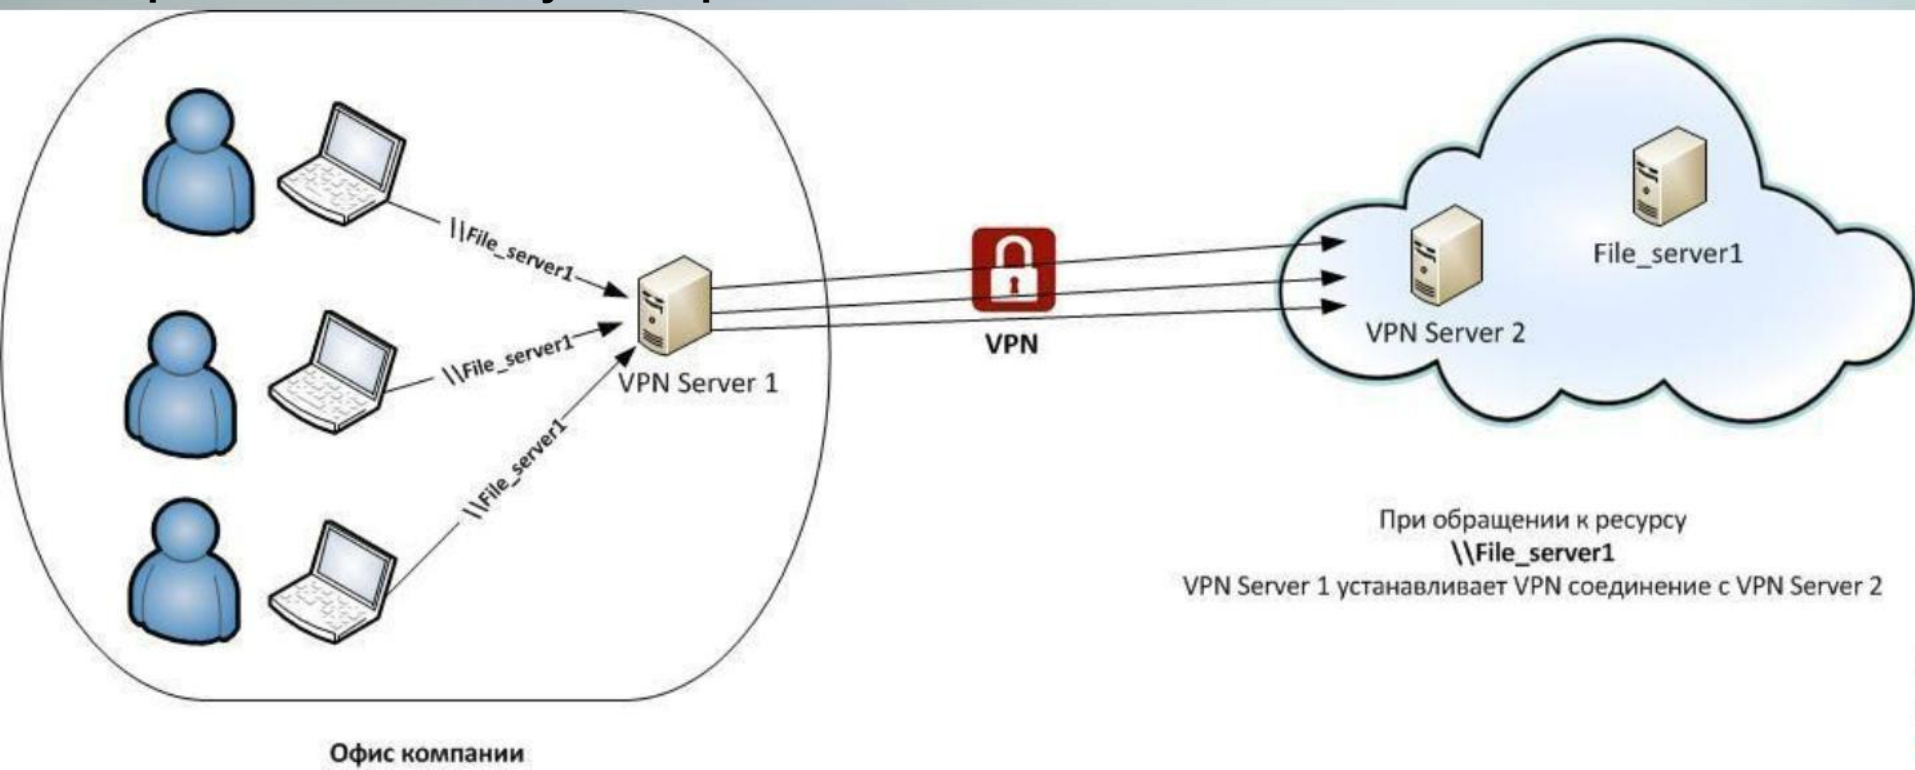 \\File_server1
\\File_server1
\\File_server1
VPN Server 1
VPN
VPN Server 2
File_server1
При обращении к ресурсу
\\File_server1
VPN Server 1 устанавливает VPN соединение с VPN Server 2
Офис компании